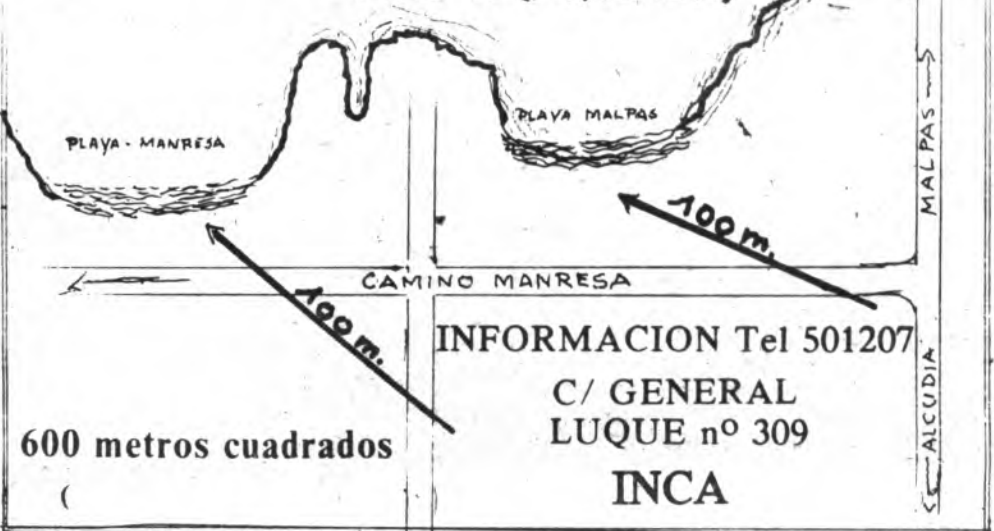 PLAYA - MANRESA
PLAYA MALPAS
MALPAS
100 m.
CAMINO MANRESA
100 m.
INFORMACION Tel 501207
C/ GENERAL
LUQUE nº 309
INCA
600 metros cuadrados
ALCUDIA